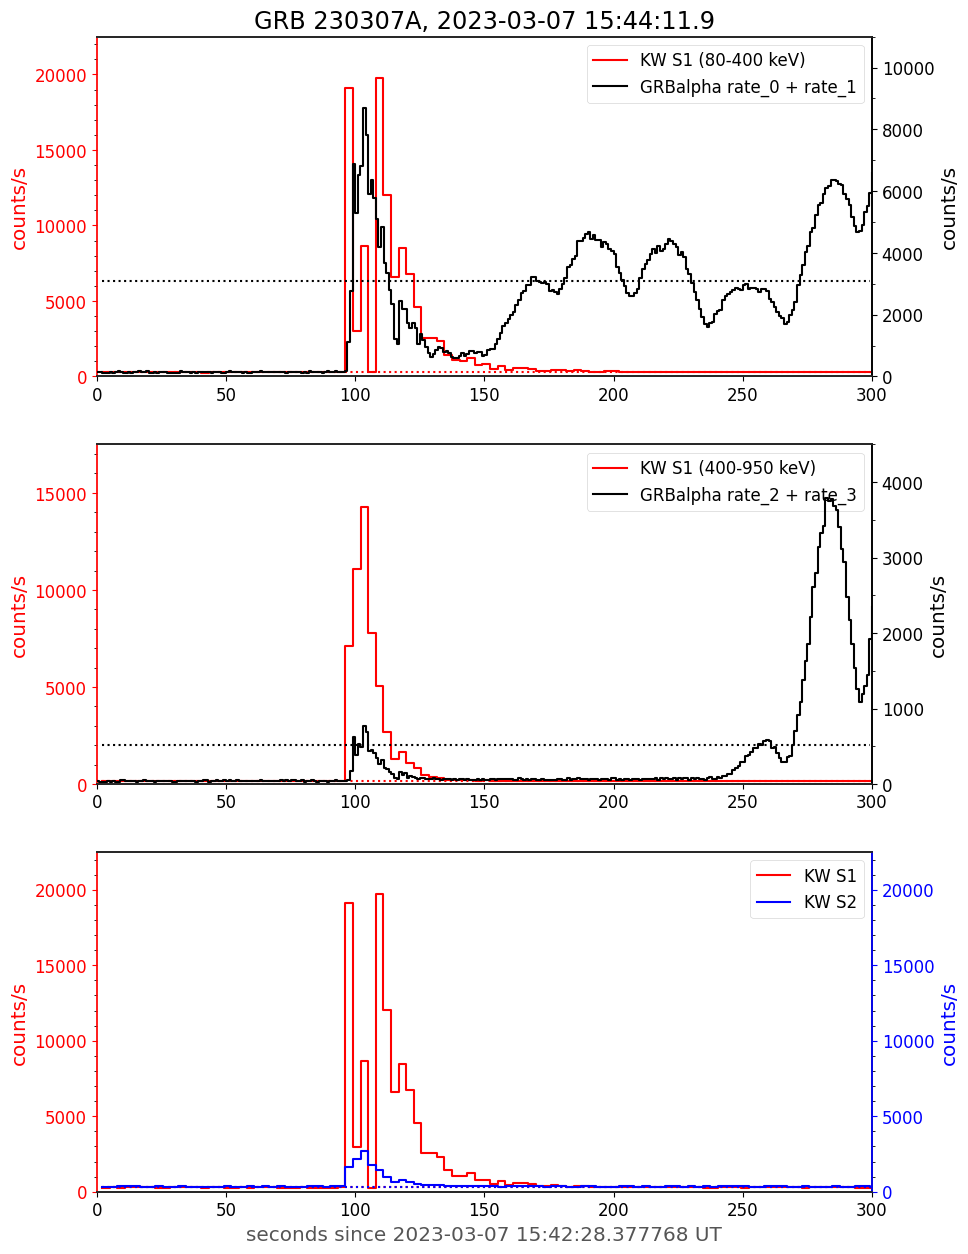 GRB 230307A, 2023-03-07 15:44:11.9
KW S1 (80-400 keV)
GRBalpha rate_0 + rate_1
counts/s
counts/s
20000
15000
10000
5000
0
10000
8000
6000
4000
2000
0
0 50 100 150 200 250 300
KW S1 (400-950 keV)
GRBalpha rate_2 + rate_3
counts/s
counts/s
15000
10000
5000
0
4000
3000
2000
1000
0
0 50 100 150 200 250 300
KW S1
KW S2
counts/s
counts/s
20000
15000
10000
5000
0
20000
15000
10000
5000
0
0 50 100 150 200 250 300
seconds since 2023-03-07 15:42:28.377768 UT